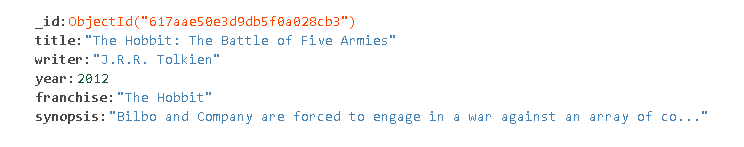 _id:ObjectId("617aae50e3d9db5f0a028cb3")
title:"The Hobbit: The Battle of Five Armies"
writer:"J.R.R. Tolkien"
year:2012
franchise:"The Hobbit"
synopsis:"Bilbo and Company are forced to engage in a war against an array of co..."